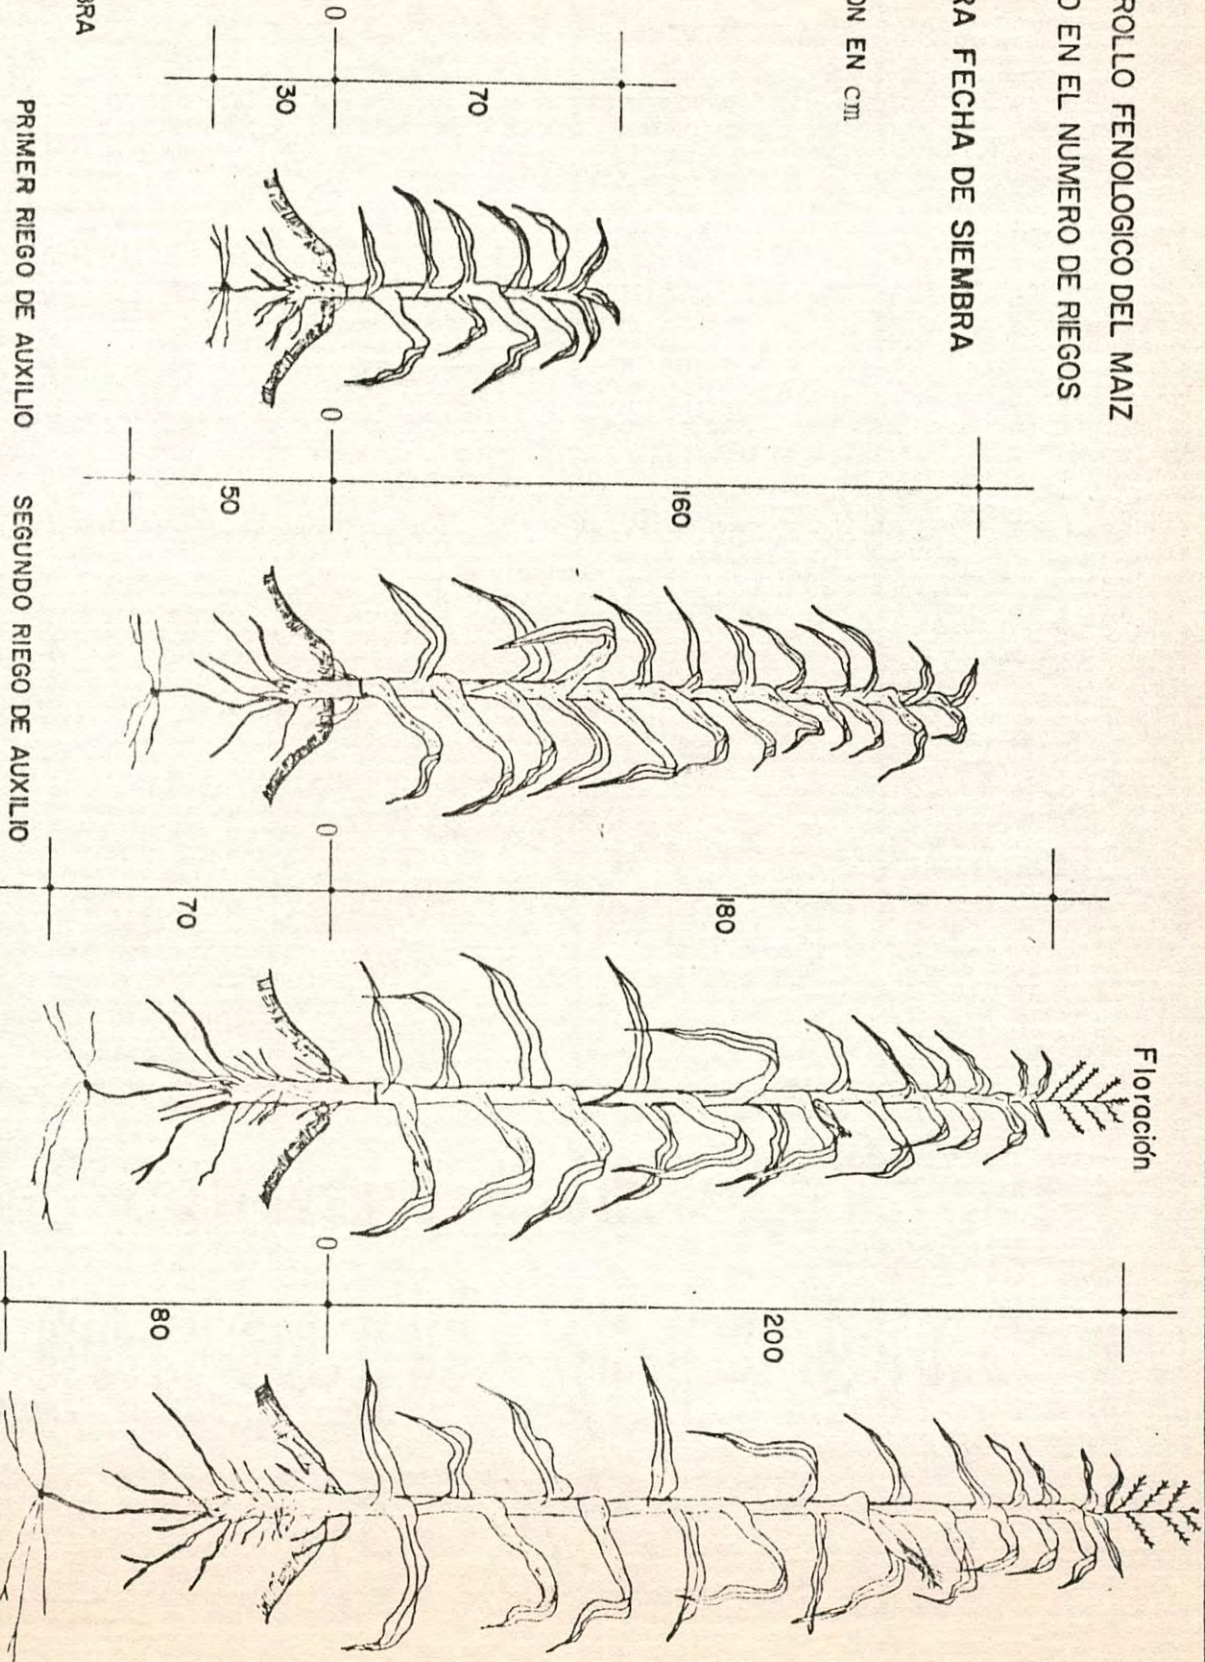 ROLLO FENOLOGICO DEL MAIZ
O EN EL NUMERO DE RIEGOS
RA FECHA DE SIEMBRA
ON EN cm
Floración
0
70
30
0
160
50
0
180
70
0
200
80
BRA
PRIMER RIEGO DE AUXILIO
SEGUNDO RIEGO DE AUXILIO